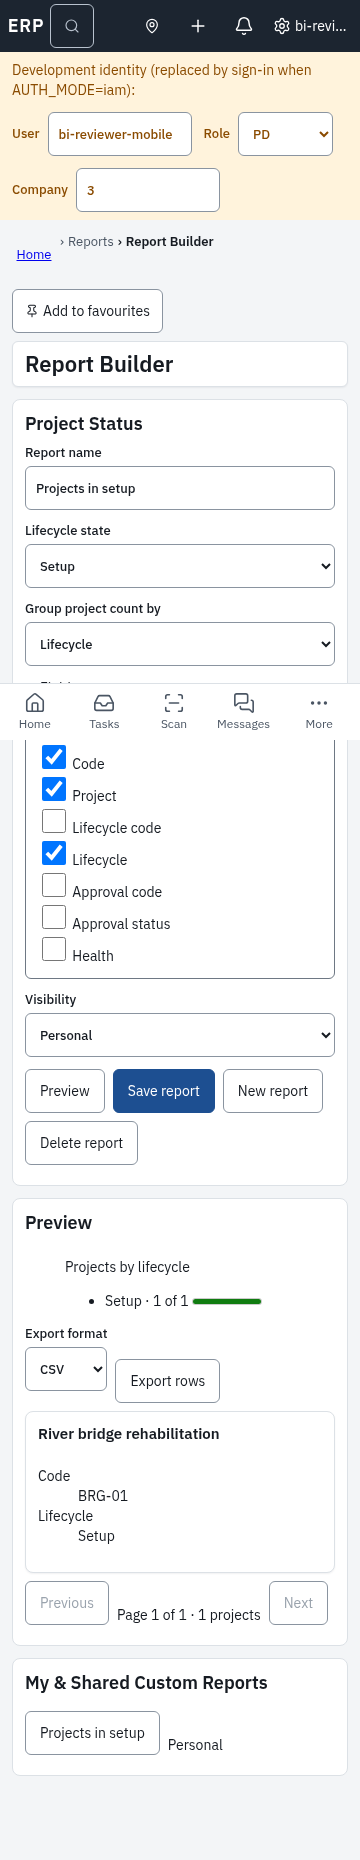 ERP
bi-revi...
Development identity (replaced by sign-in when
AUTH_MODE=iam):
User bi-reviewer-mobile Role PD
Company 3
Home › Reports › Report Builder
Add to favourites
Report Builder
Project Status
Report name
Projects in setup
Lifecycle state
Setup
Group project count by
Lifecycle
Home Tasks Scan Messages More
Code
Project
Lifecycle code
Lifecycle
Approval code
Approval status
Health
Visibility
Personal
Preview Save report New report
Delete report
Preview
Projects by lifecycle
Setup · 1 of 1
Export format
CSV Export rows
River bridge rehabilitation
Code
BRG-01
Lifecycle
Setup
Previous Page 1 of 1 · 1 projects Next
My & Shared Custom Reports
Projects in setup Personal